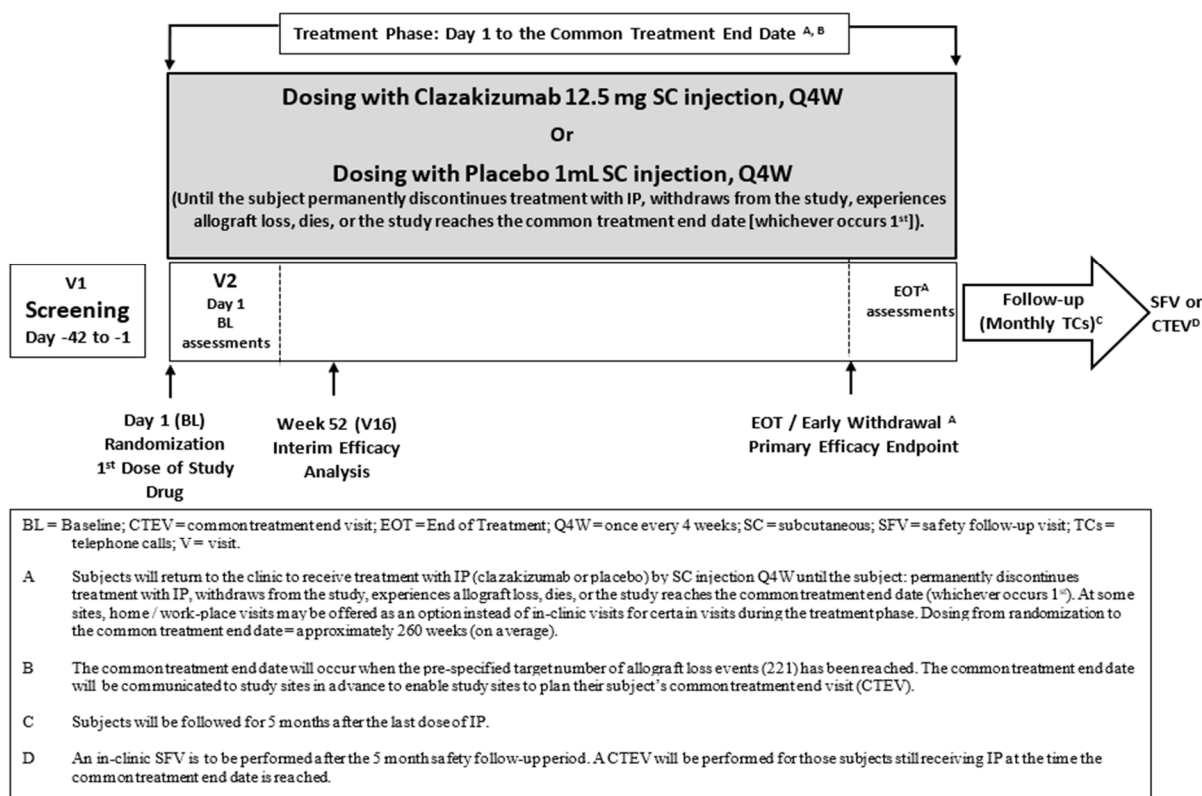 Treatment Phase: Day 1 to the Common Treatment End Date A, B
Dosing with Clazakizumab 12.5 mg SC injection, Q4W
Or
Dosing with Placebo 1mL SC injection, Q4W
(Until the subject permanently discontinues treatment with IP, withdraws from the study, experiences
allograft loss, dies, or the study reaches the common treatment end date [whichever occurs 1st]).
V1
Screening
Day -42 to -1
V2
Day 1
BL
assessments
EOTA
assessments
Follow-up
(Monthly TCs)C
SFV or
CTEVD
Day 1 (BL)
Randomization
1st Dose of Study
Drug
Week 52 (V16)
Interim Efficacy
Analysis
EOT / Early Withdrawal A
Primary Efficacy Endpoint
BL = Baseline; CTEV = common treatment end visit; EOT = End of Treatment; Q4W = once every 4 weeks; SC = subcutaneous; SFV = safety follow-up visit; TCs =
telephone calls; V = visit.
A Subjects will return to the clinic to receive treatment with IP (clazakizumab or placebo) by SC injection Q4W until the subject: permanently discontinues
treatment with IP, withdraws from the study, experiences allograft loss, dies, or the study reaches the common treatment end date (whichever occurs 1st). At some
sites, home / work-place visits may be offered as an option instead of in-clinic visits for certain visits during the treatment phase. Dosing from randomization to
the common treatment end date = approximately 260 weeks (on average).
B The common treatment end date will occur when the pre-specified target number of allograft loss events (221) has been reached. The common treatment end date
will be communicated to study sites in advance to enable study sites to plan their subject's common treatment end visit (CTEV).
C Subjects will be followed for 5 months after the last dose of IP.
D An in-clinic SFV is to be performed after the 5 month safety follow-up period. A CTEV will be performed for those subjects still receiving IP at the time the
common treatment end date is reached.